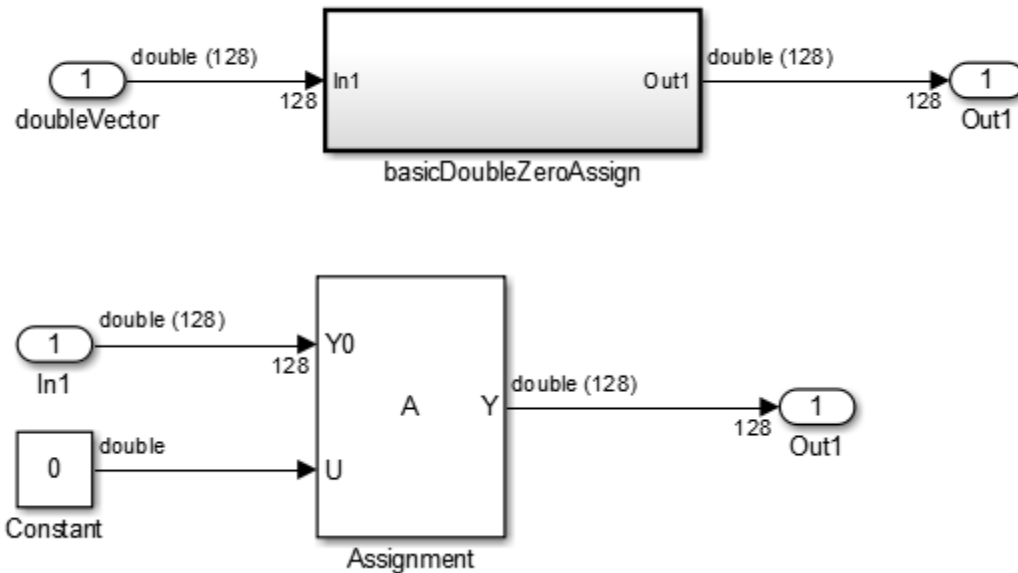 double (128)
1
128
doubleVector
In1
Out1
basicDoubleZeroAssign
double (128)
128
1
Out1
double (128)
1
128
In1
double
0
Constant
Y0
A
Y
U
Assignment
double (128)
128
1
Out1